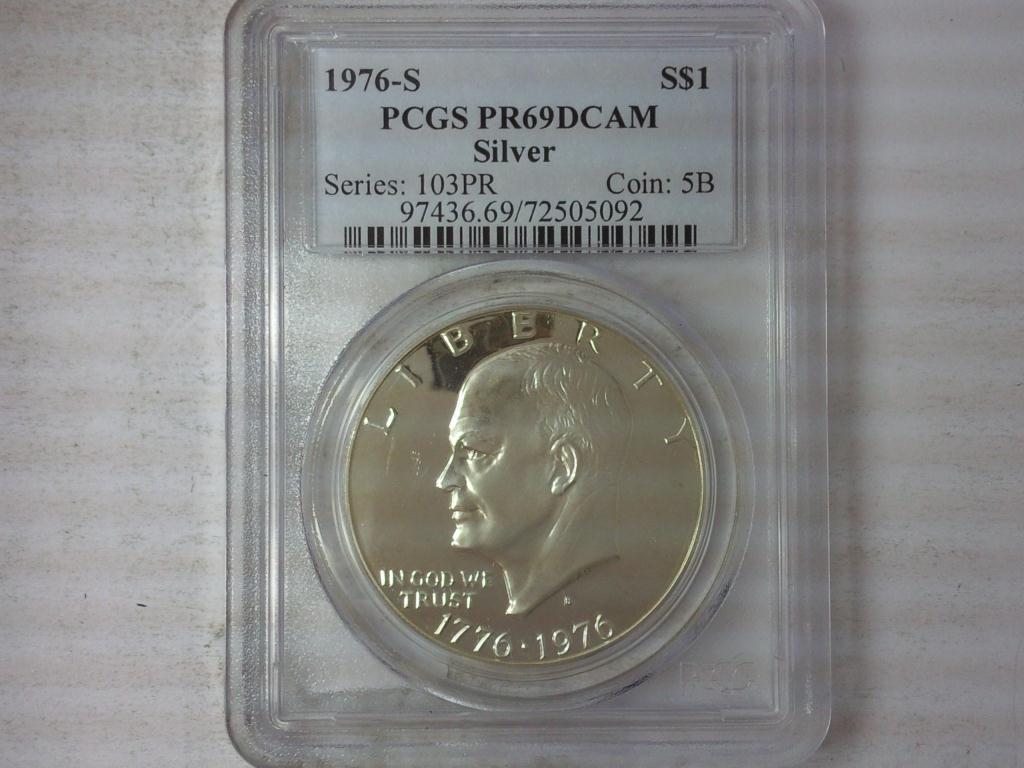 1976-S S$1
PCGS PR69DCAM
Silver
Series: 103PR Coin: 5B
97436.69/72505092
LIBERTY
IN GOD WE
TRUST
S
1776·1976
PCGS